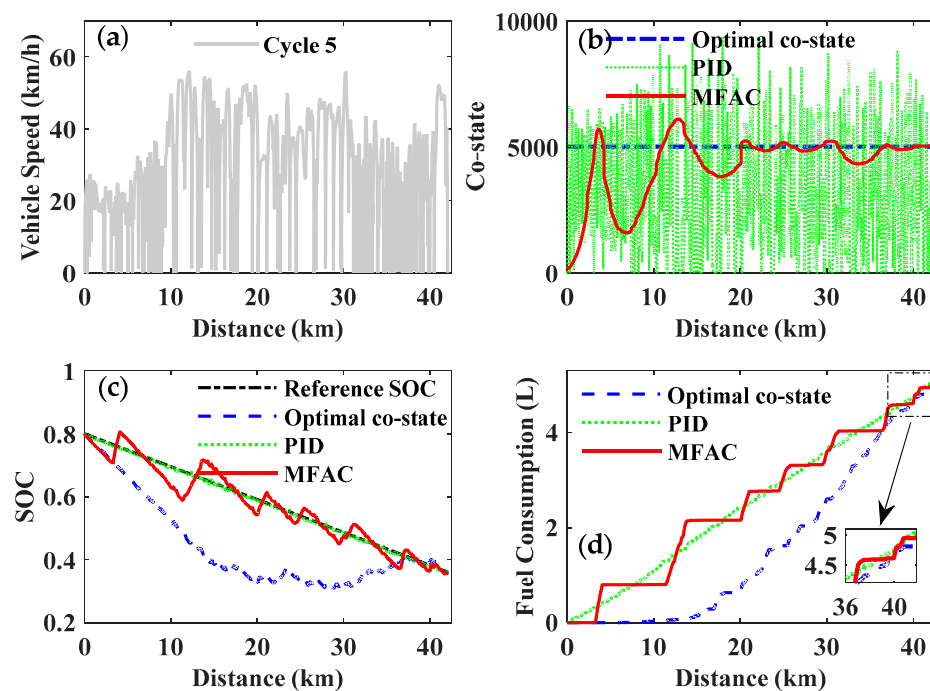 (a)
Cycle 5
Vehicle Speed (km/h)
60
40
20
0
0 10 20 30 40
Distance (km)
(b)
Optimal co-state
PID
MFAC
Co-state
10000
5000
0
0 10 20 30 40
Distance (km)
(c)
Reference SOC
Optimal co-state
PID
MFAC
SOC
1
0.8
0.6
0.4
0.2
0 10 20 30 40
Distance (km)
Optimal co-state
PID
MFAC
(d)
Fuel Consumption (L)
4
2
0
0 10 20 30 40
Distance (km)
5
4.5
36 40